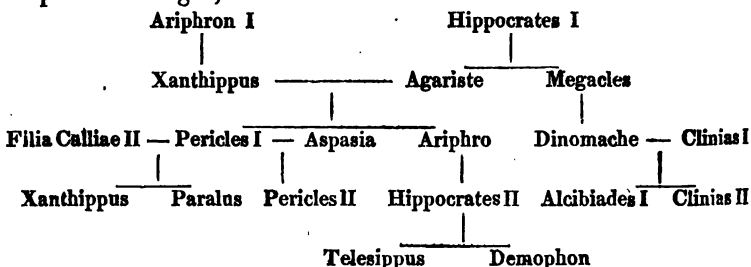 Ariphron I Hippocrates I
Xanthippus Agariste Megacles
Filia Calliae II — Pericles I — Aspasia Ariphro Dinomache — Clinias I
Xanthippus Paralus Pericles II Hippocrates II Alcibiades I Clinias II
Telesippus Demophon